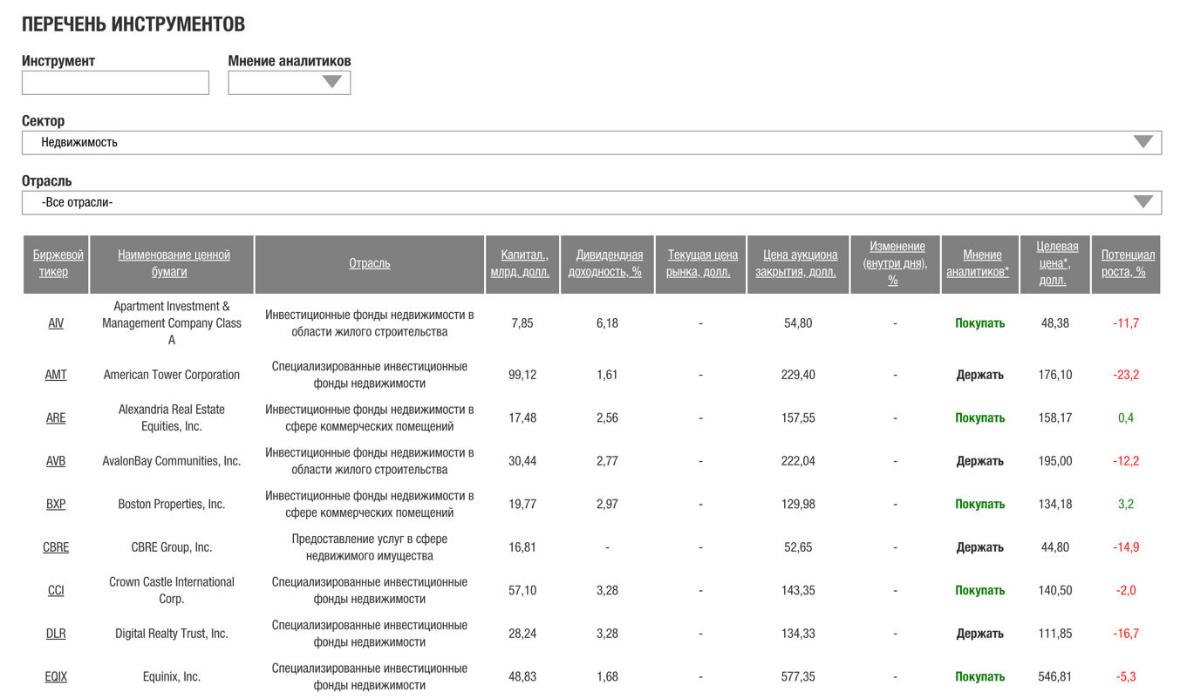 ПЕРЕЧЕНЬ ИНСТРУМЕНТОВ
Инструмент Мнение аналитиков
Сектор
Недвижимость
Отрасль
-Все отрасли-
Биржевой тикер Наименование ценной бумаги Отрасль Капитал., млрд. долл. Дивидендная доходность, % Текущая цена рынка, долл. Цена аукциона закрытия, долл. Изменение (внутри дня), % Мнение аналитиков* Целевая цена*, долл. Потенциал роста, %
AIV Apartment Investment & Management Company Class A Инвестиционные фонды недвижимости в области жилого строительства 7,85 6,18 - 54,80 - Покупать 48,38 -11,7
AMT American Tower Corporation Специализированные инвестиционные фонды недвижимости 99,12 1,61 - 229,40 - Держать 176,10 -23,2
ARE Alexandria Real Estate Equities, Inc. Инвестиционные фонды недвижимости в сфере коммерческих помещений 17,48 2,56 - 157,55 - Покупать 158,17 0,4
AVB AvalonBay Communities, Inc. Инвестиционные фонды недвижимости в области жилого строительства 30,44 2,77 - 222,04 - Держать 195,00 -12,2
BXP Boston Properties, Inc. Инвестиционные фонды недвижимости в сфере коммерческих помещений 19,77 2,97 - 129,98 - Покупать 134,18 3,2
CBRE CBRE Group, Inc. Предоставление услуг в сфере недвижимого имущества 16,81 - - 52,65 - Держать 44,80 -14,9
CCI Crown Castle International Corp. Специализированные инвестиционные фонды недвижимости 57,10 3,28 - 143,35 - Покупать 140,50 -2,0
DLR Digital Realty Trust, Inc. Специализированные инвестиционные фонды недвижимости 28,24 3,28 - 134,33 - Держать 111,85 -16,7
EQIX Equinix, Inc. Специализированные инвестиционные фонды недвижимости 48,83 1,68 - 577,35 - Покупать 546,81 -5,3